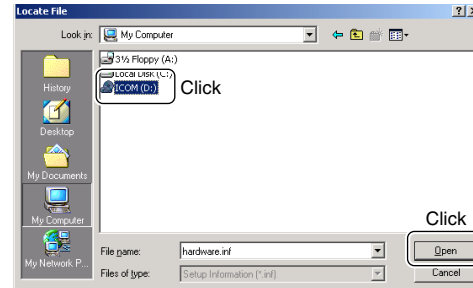 Locate File
Look in:
My Computer
3½ Floppy (A:)
Local Disk (C:)
ICOM (D:)
Click
History
Desktop
My Documents
My Computer
My Network P...
Click
File name:
hardware.inf
Open
Files of type:
Setup Information (*.inf)
Cancel